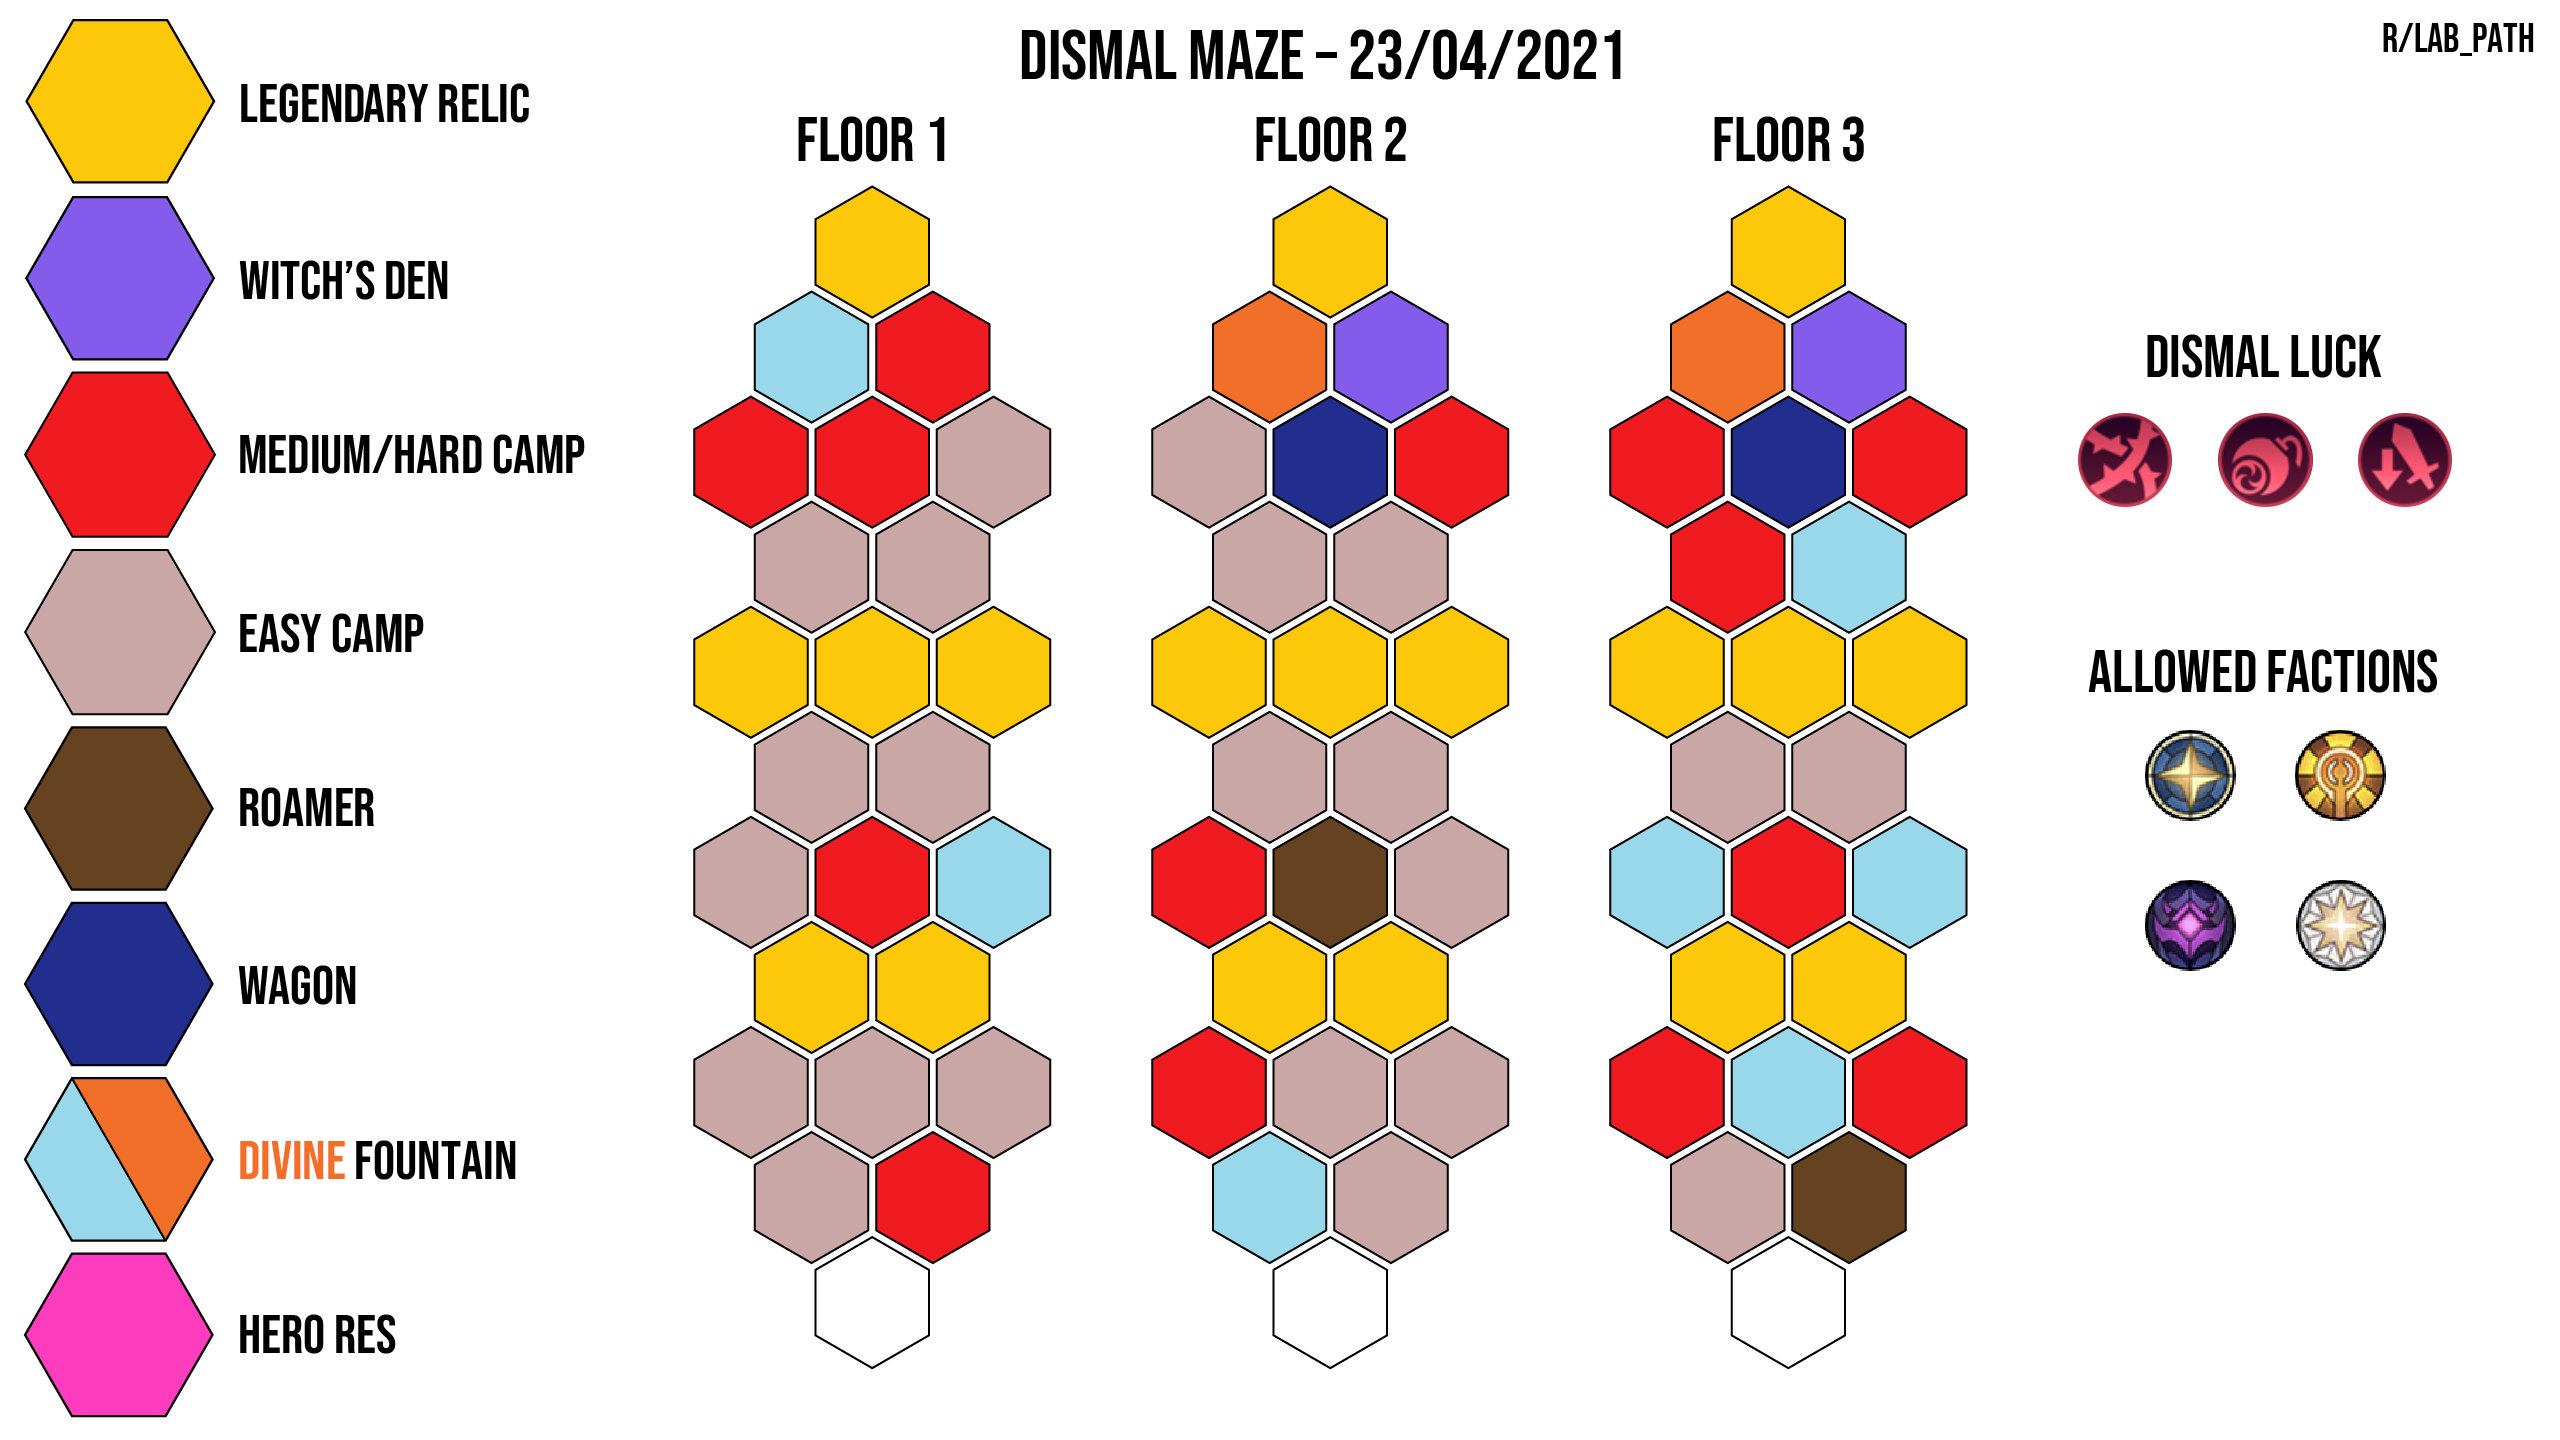 DISMAL MAZE – 23/04/2021
R/LAB_PATH
LEGENDARY RELIC
WITCH'S DEN
MEDIUM/HARD CAMP
EASY CAMP
ROAMER
WAGON
DIVINE FOUNTAIN
HERO RES
FLOOR 1
FLOOR 2
FLOOR 3
DISMAL LUCK
ALLOWED FACTIONS